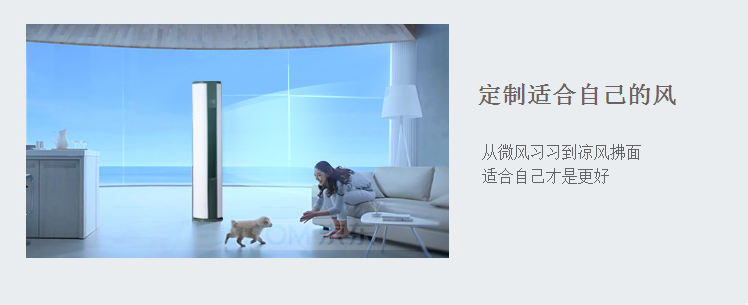 定制适合自己的风
从微风习习到凉风拂面
适合自己才是更好